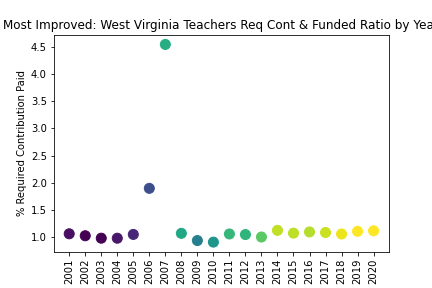 Most Improved: West Virginia Teachers Req Cont & Funded Ratio by Yea
% Required Contribution Paid
4.5
4.0
3.5
3.0
2.5
2.0
1.5
1.0
2001 2002 2003 2004 2005 2006 2007 2008 2009 2010 2011 2012 2013 2014 2015 2016 2017 2018 2019 2020